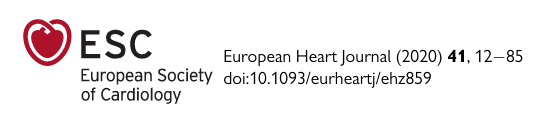 ESC
European Society
of Cardiology
European Heart Journal (2020) 41, 12−85
doi:10.1093/eurheartj/ehz859